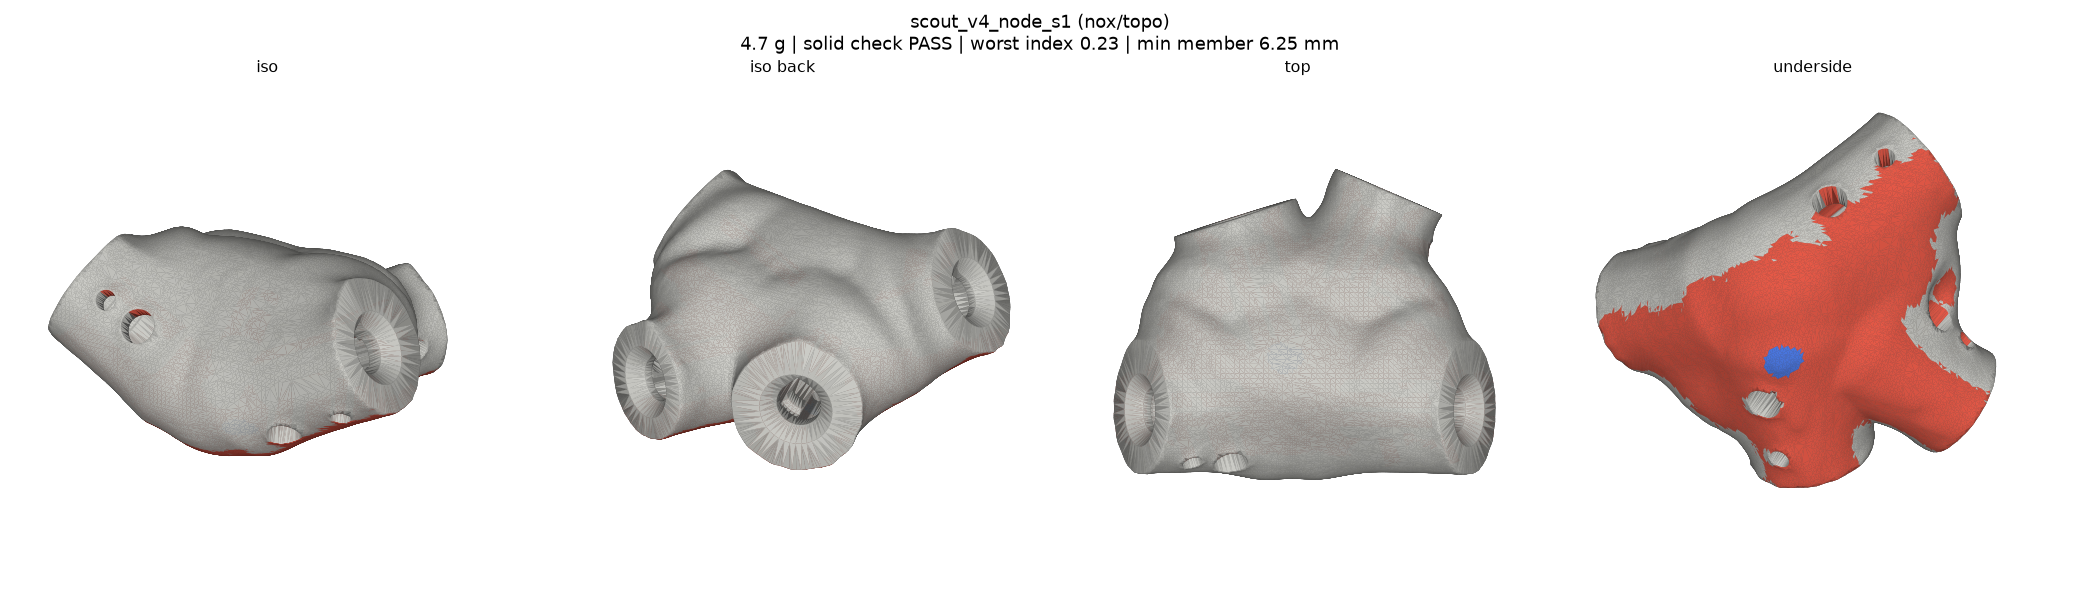 scout_v4_node_s1 (nox/topo)
4.7 g | solid check PASS | worst index 0.23 | min member 6.25 mm
iso
iso back
top
underside